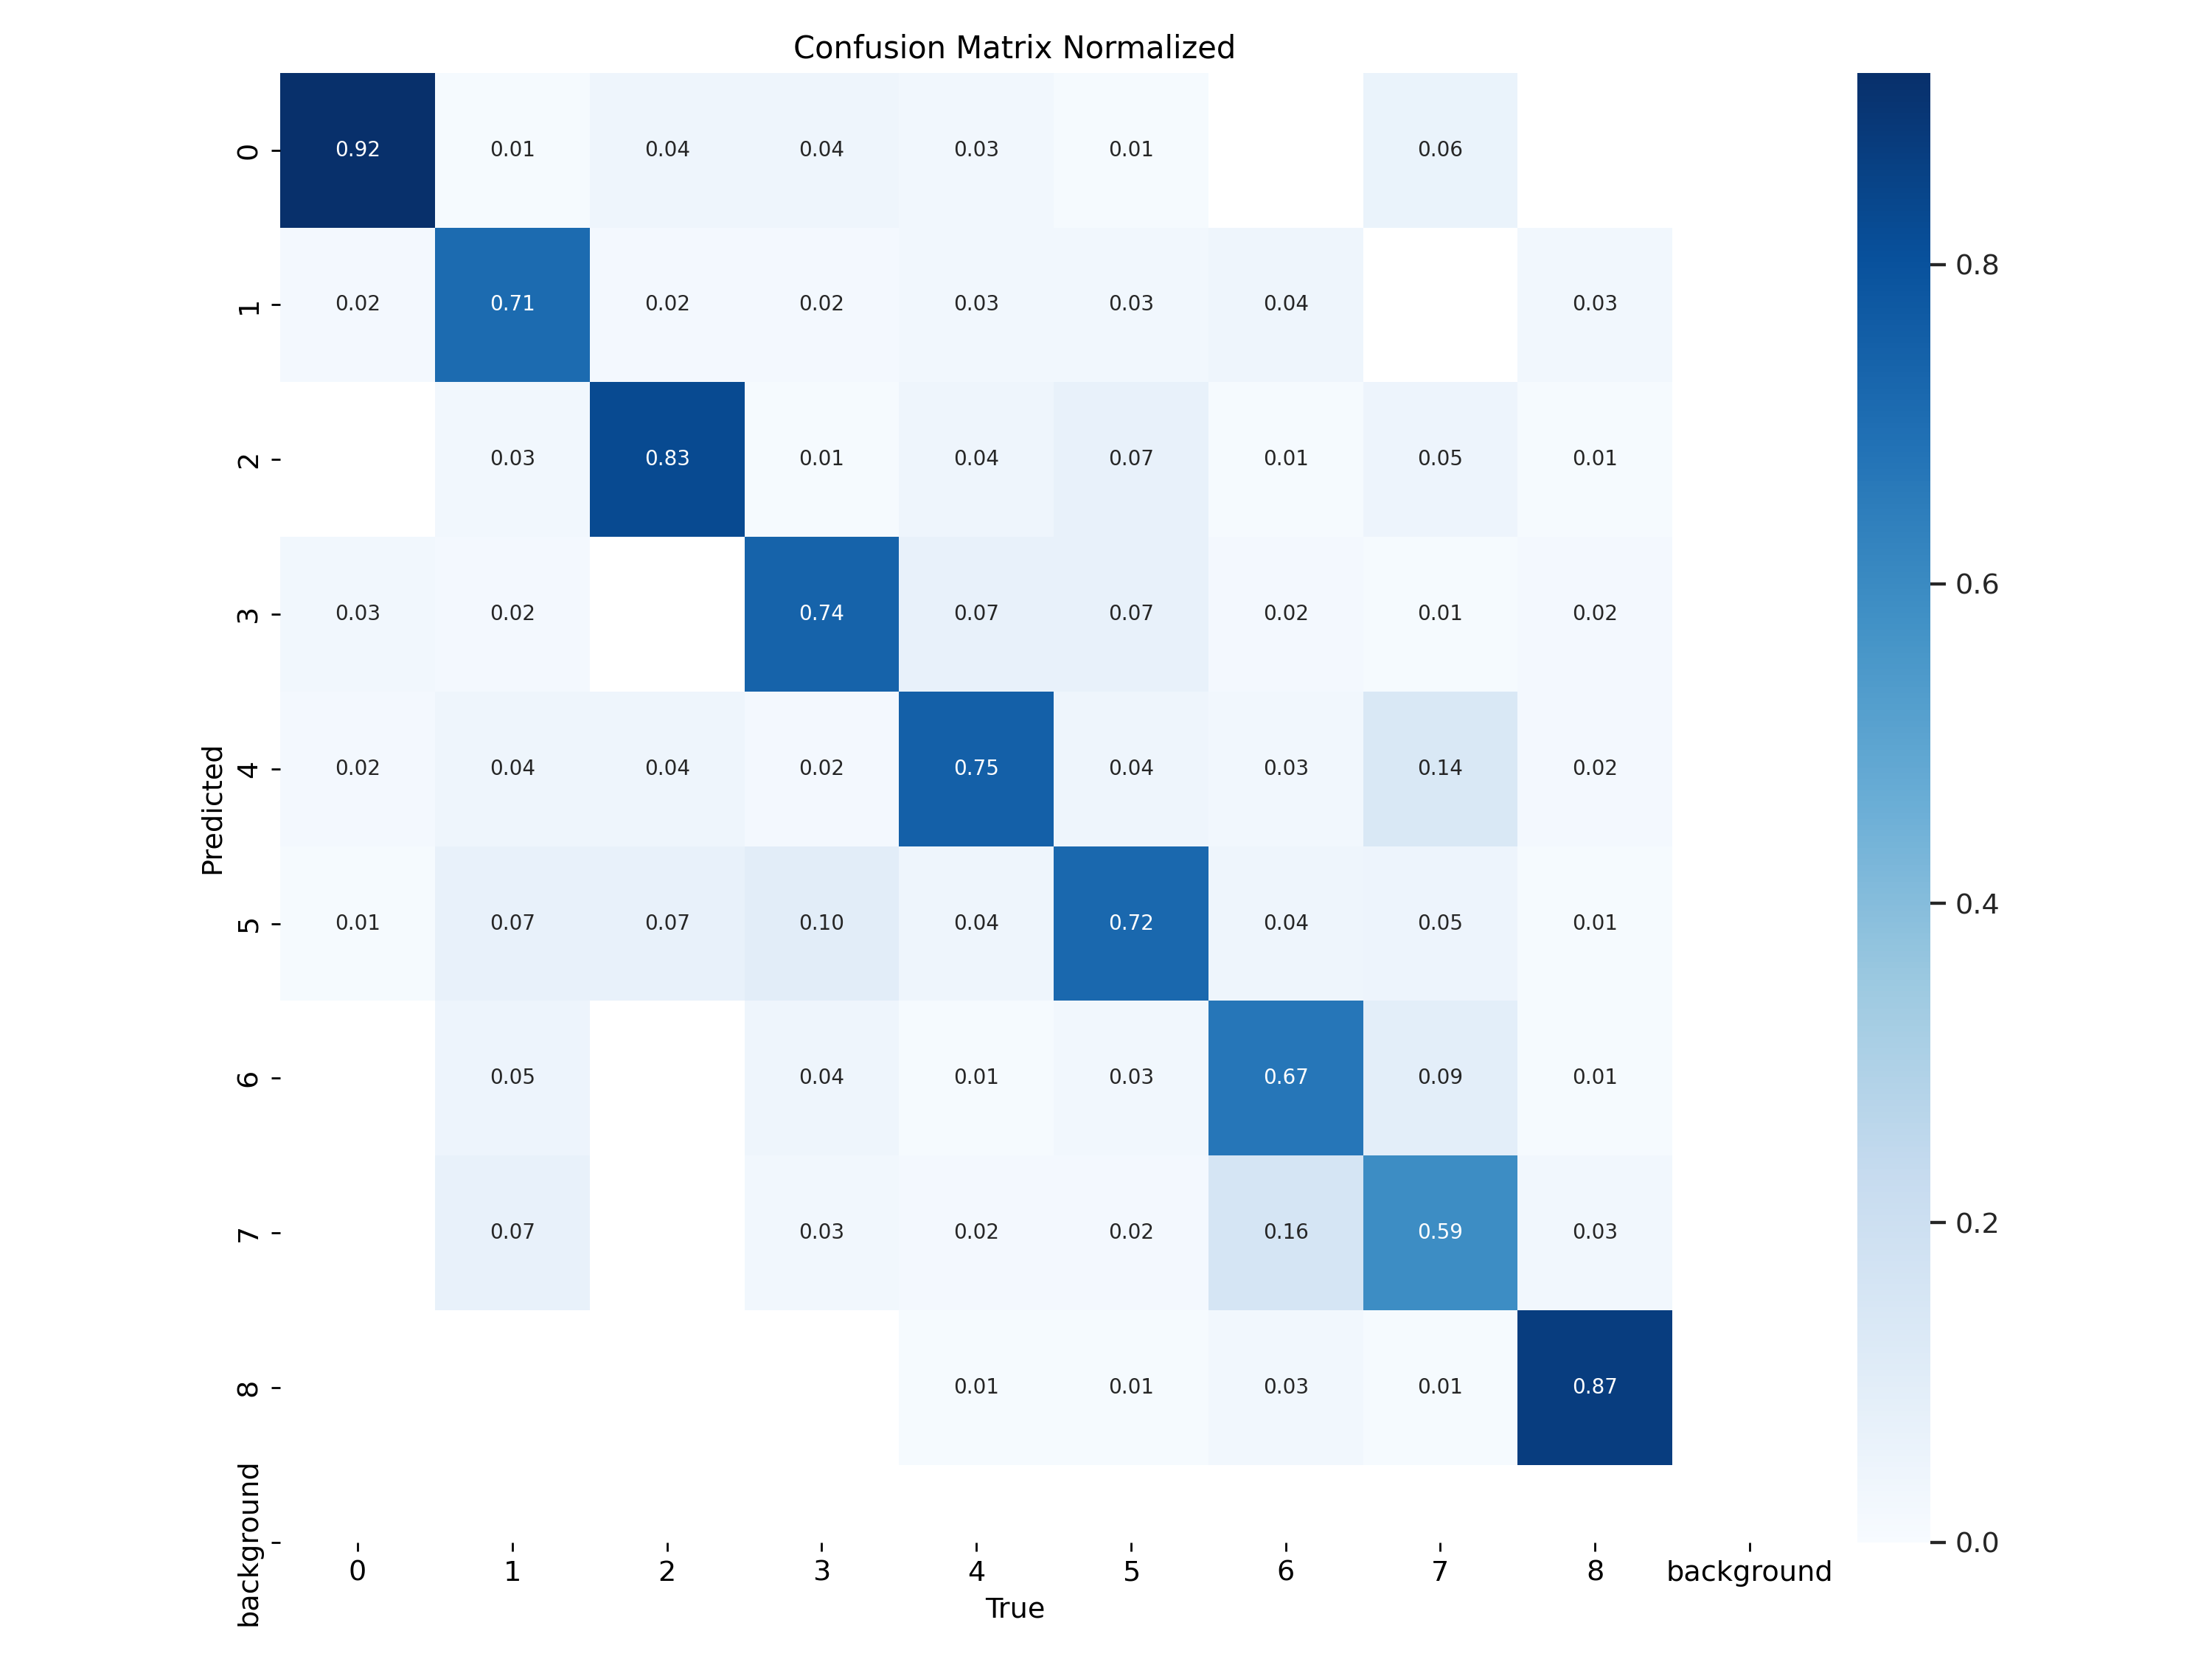 Confusion Matrix Normalized
0 0.92 0.01 0.04 0.04 0.03 0.01 0.06
1 0.02 0.71 0.02 0.02 0.03 0.03 0.04 0.03
2 0.03 0.83 0.01 0.04 0.07 0.01 0.05 0.01
3 0.03 0.02 0.74 0.07 0.07 0.02 0.01 0.02
4 0.02 0.04 0.04 0.02 0.75 0.04 0.03 0.14 0.02
5 0.01 0.07 0.07 0.10 0.04 0.72 0.04 0.05 0.01
6 0.05 0.04 0.01 0.03 0.67 0.09 0.01
7 0.07 0.03 0.02 0.02 0.16 0.59 0.03
8 0.01 0.01 0.03 0.01 0.87
background
Predicted
0 1 2 3 4 5 6 7 8 background
True
0.8
0.6
0.4
0.2
0.0